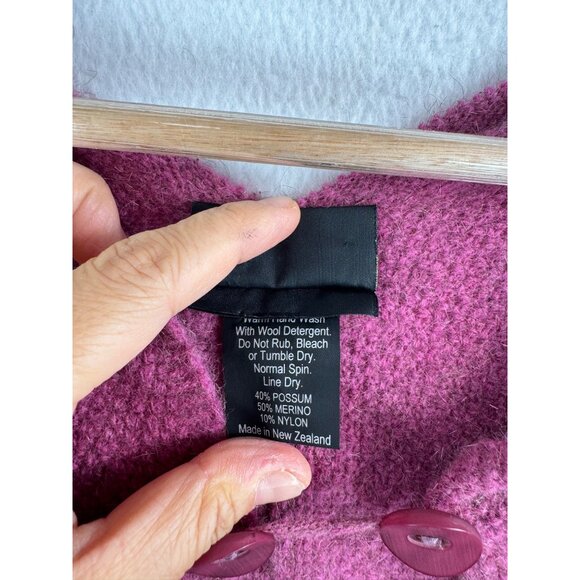 Warm Hand Wash
With Wool Detergent.
Do Not Rub, Bleach
or Tumble Dry.
Normal Spin.
Line Dry.
40% POSSUM
50% MERINO
10% NYLON
Made in New Zealand